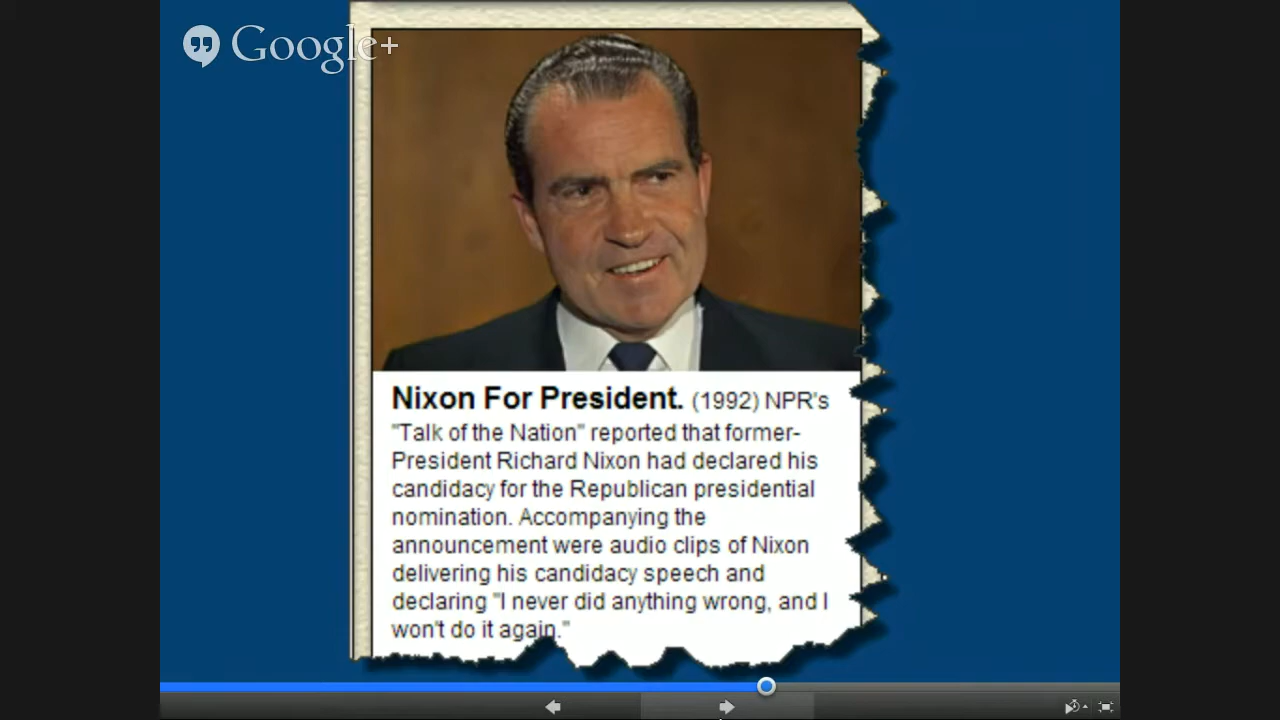 Google+
Nixon For President. (1992) NPR's
"Talk of the Nation" reported that former-
President Richard Nixon had declared his
candidacy for the Republican presidential
nomination. Accompanying the
announcement were audio clips of Nixon
delivering his candidacy speech and
declaring "I never did anything wrong, and I
won't do it again."